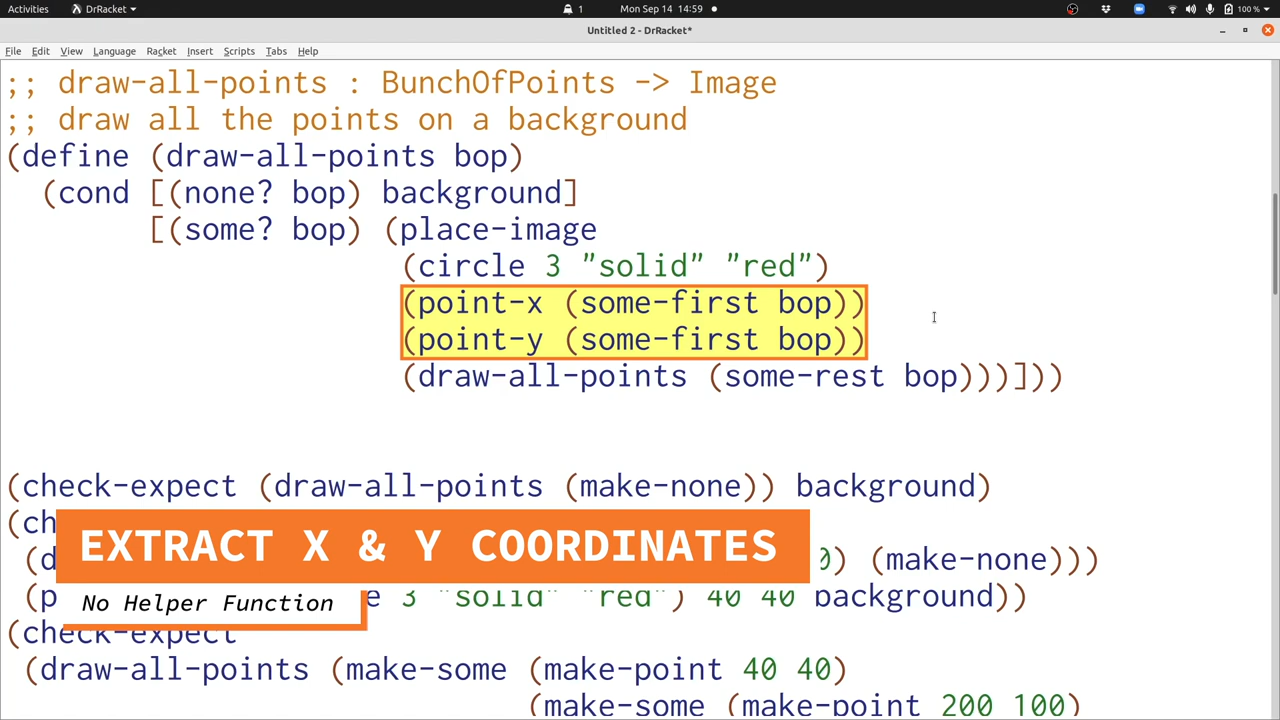 Activities DrRacket 1 Mon Sep 14 14:59 100 %
Untitled 2 - DrRacket*
File Edit View Language Racket Insert Scripts Tabs Help
;; draw-all-points : BunchOfPoints -> Image
;; draw all the points on a background
(define (draw-all-points bop)
(cond [(none? bop) background]
[(some? bop) (place-image
(circle 3 "solid" "red")
(point-x (some-first bop))
(point-y (some-first bop))
(draw-all-points (some-rest bop)))]))
(check-expect (draw-all-points (make-none)) background)
(ch
EXTRACT X & Y COORDINATES
(d 0) (make-none)))
No Helper Function
(p e 3 "solid" "red") 40 40 background))
(check-expect
(draw-all-points (make-some (make-point 40 40)
(make-some (make-point 200 100)